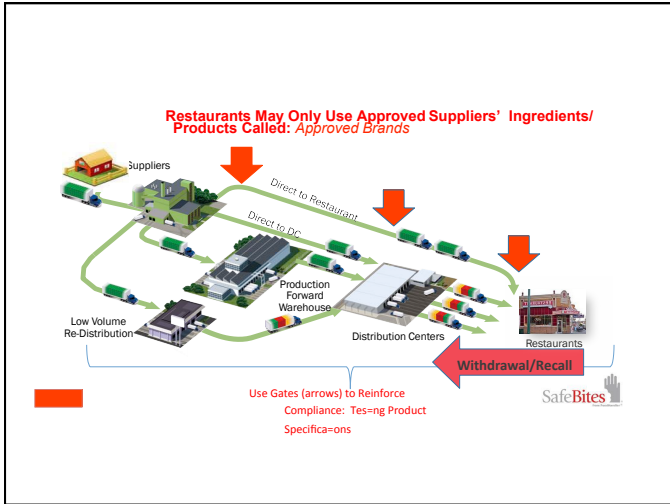 Restaurants May Only Use Approved Suppliers’ Ingredients/
Products Called: Approved Brands
Suppliers
Direct to Restaurant
Direct to DC
Production
Forward
Warehouse
Low Volume
Re-Distribution
Distribution Centers
Restaurants
Withdrawal/Recall
Use Gates (arrows) to Reinforce
Compliance: Tes=ng Product
Specifica=ons
SafeBites